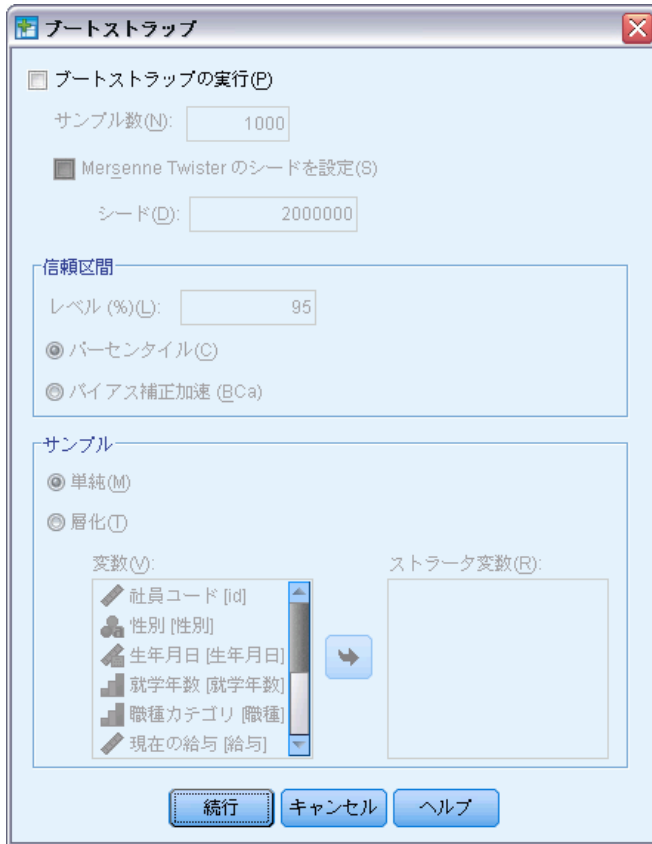 ブートストラップ
ブートストラップの実行(P)
サンプル数(N): 1000
Mersenne Twister のシードを設定(S)
シード(D): 2000000
信頼区間
レベル (%)(L): 95
パーセンタイル(C)
バイアス補正加速 (BCa)
サンプル
単純(M)
層化(T)
変数(V):
ストラータ変数(R):
社員コード [id]
性別 [性別]
生年月日 [生年月日]
就学年数 [就学年数]
職種カテゴリ [職種]
現在の給与 [給与]
続行 キャンセル ヘルプ